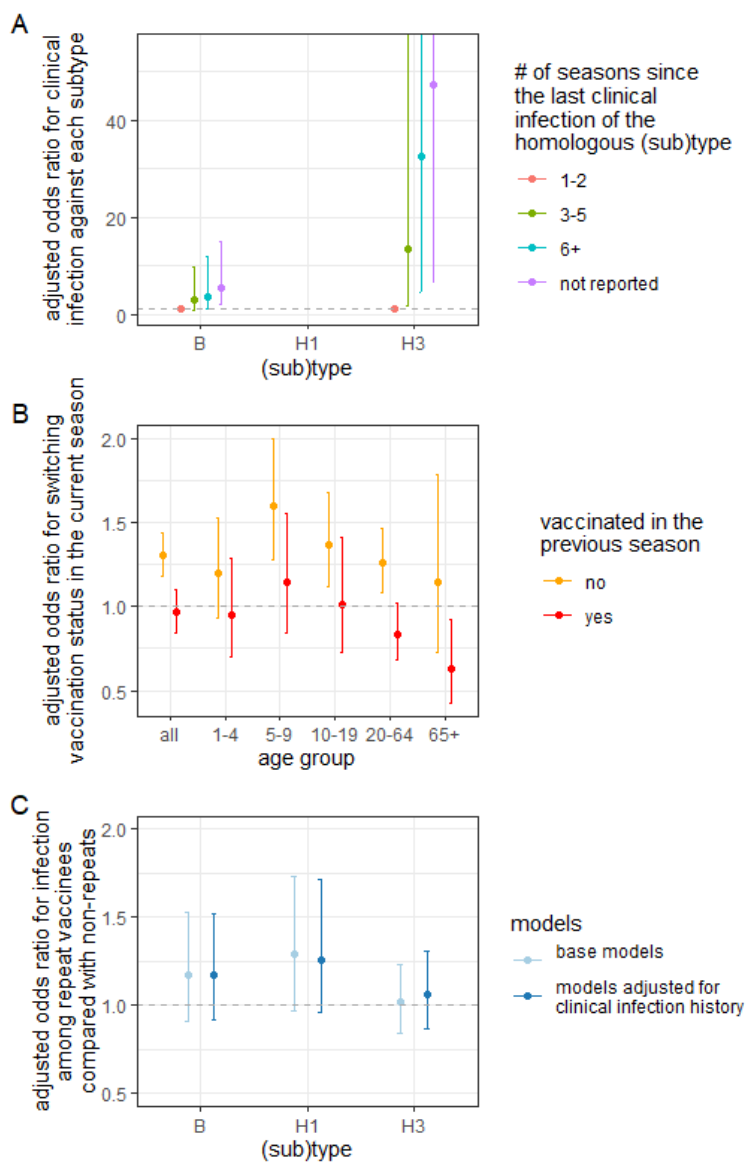 A
adjusted odds ratio for clinical
infection against each subtype
40
20
0
B
H1
H3
(sub)type
# of seasons since
the last clinical
infection of the
homologous (sub)type
1-2
3-5
6+
not reported
B
adjusted odd ratio for switching
vaccination status in the current season
2.0
1.5
1.0
0.5
all
1-4
5-9
10-19
20-64
65+
age group
vaccinated in the
previous season
no
yes
C
adjusted odd ratio for infection
among repeat vaccinees
compared with non-repeats
2.0
1.5
1.0
0.5
B
H1
H3
(sub)type
models
base models
models adjusted for
clinical infection history